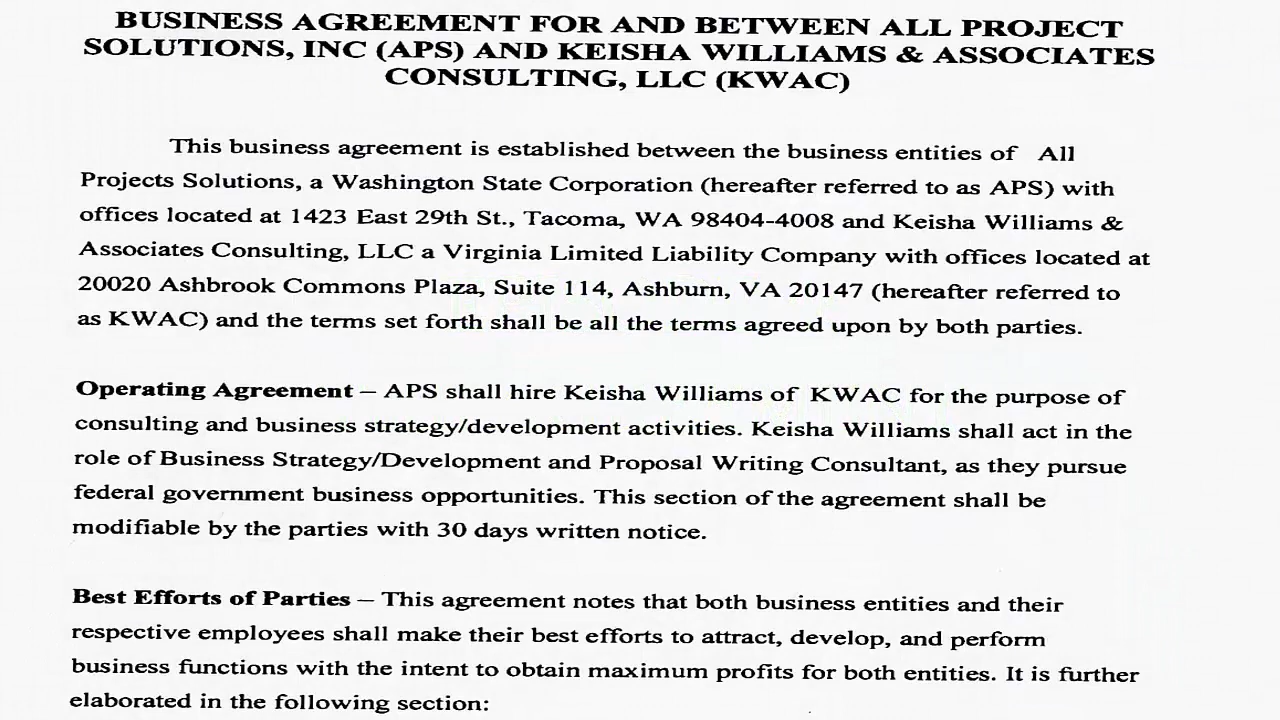 BUSINESS AGREEMENT FOR AND BETWEEN ALL PROJECT
SOLUTIONS, INC (APS) AND KEISHA WILLIAMS & ASSOCIATES
CONSULTING, LLC (KWAC)
This business agreement is established between the business entities of All
Projects Solutions, a Washington State Corporation (hereafter referred to as APS) with
offices located at 1423 East 29th St., Tacoma, WA 98404-4008 and Keisha Williams &
Associates Consulting, LLC a Virginia Limited Liability Company with offices located at
20020 Ashbrook Commons Plaza, Suite 114, Ashburn, VA 20147 (hereafter referred to
as KWAC) and the terms set forth shall be all the terms agreed upon by both parties.
Operating Agreement – APS shall hire Keisha Williams of KWAC for the purpose of
consulting and business strategy/development activities. Keisha Williams shall act in the
role of Business Strategy/Development and Proposal Writing Consultant, as they pursue
federal government business opportunities. This section of the agreement shall be
modifiable by the parties with 30 days written notice.
Best Efforts of Parties – This agreement notes that both business entities and their
respective employees shall make their best efforts to attract, develop, and perform
business functions with the intent to obtain maximum profits for both entities. It is further
elaborated in the following section: